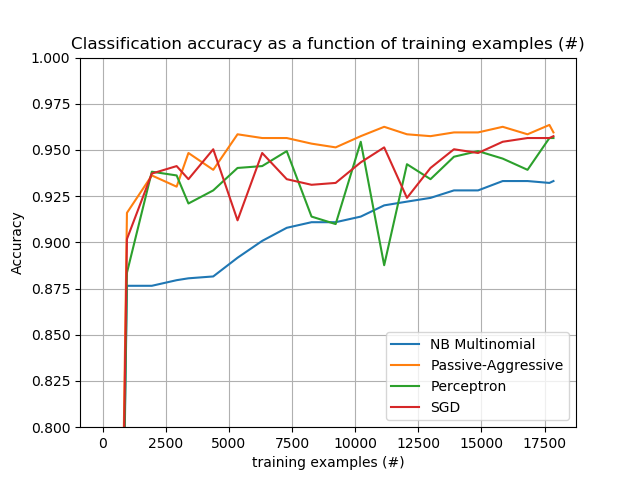 Classification accuracy as a function of training examples (#)
1.000
0.975
0.950
0.925
0.900
0.875
0.850
0.825
0.800
Accuracy
NB Multinomial
Passive-Aggressive
Perceptron
SGD
0 2500 5000 7500 10000 12500 15000 17500
training examples (#)